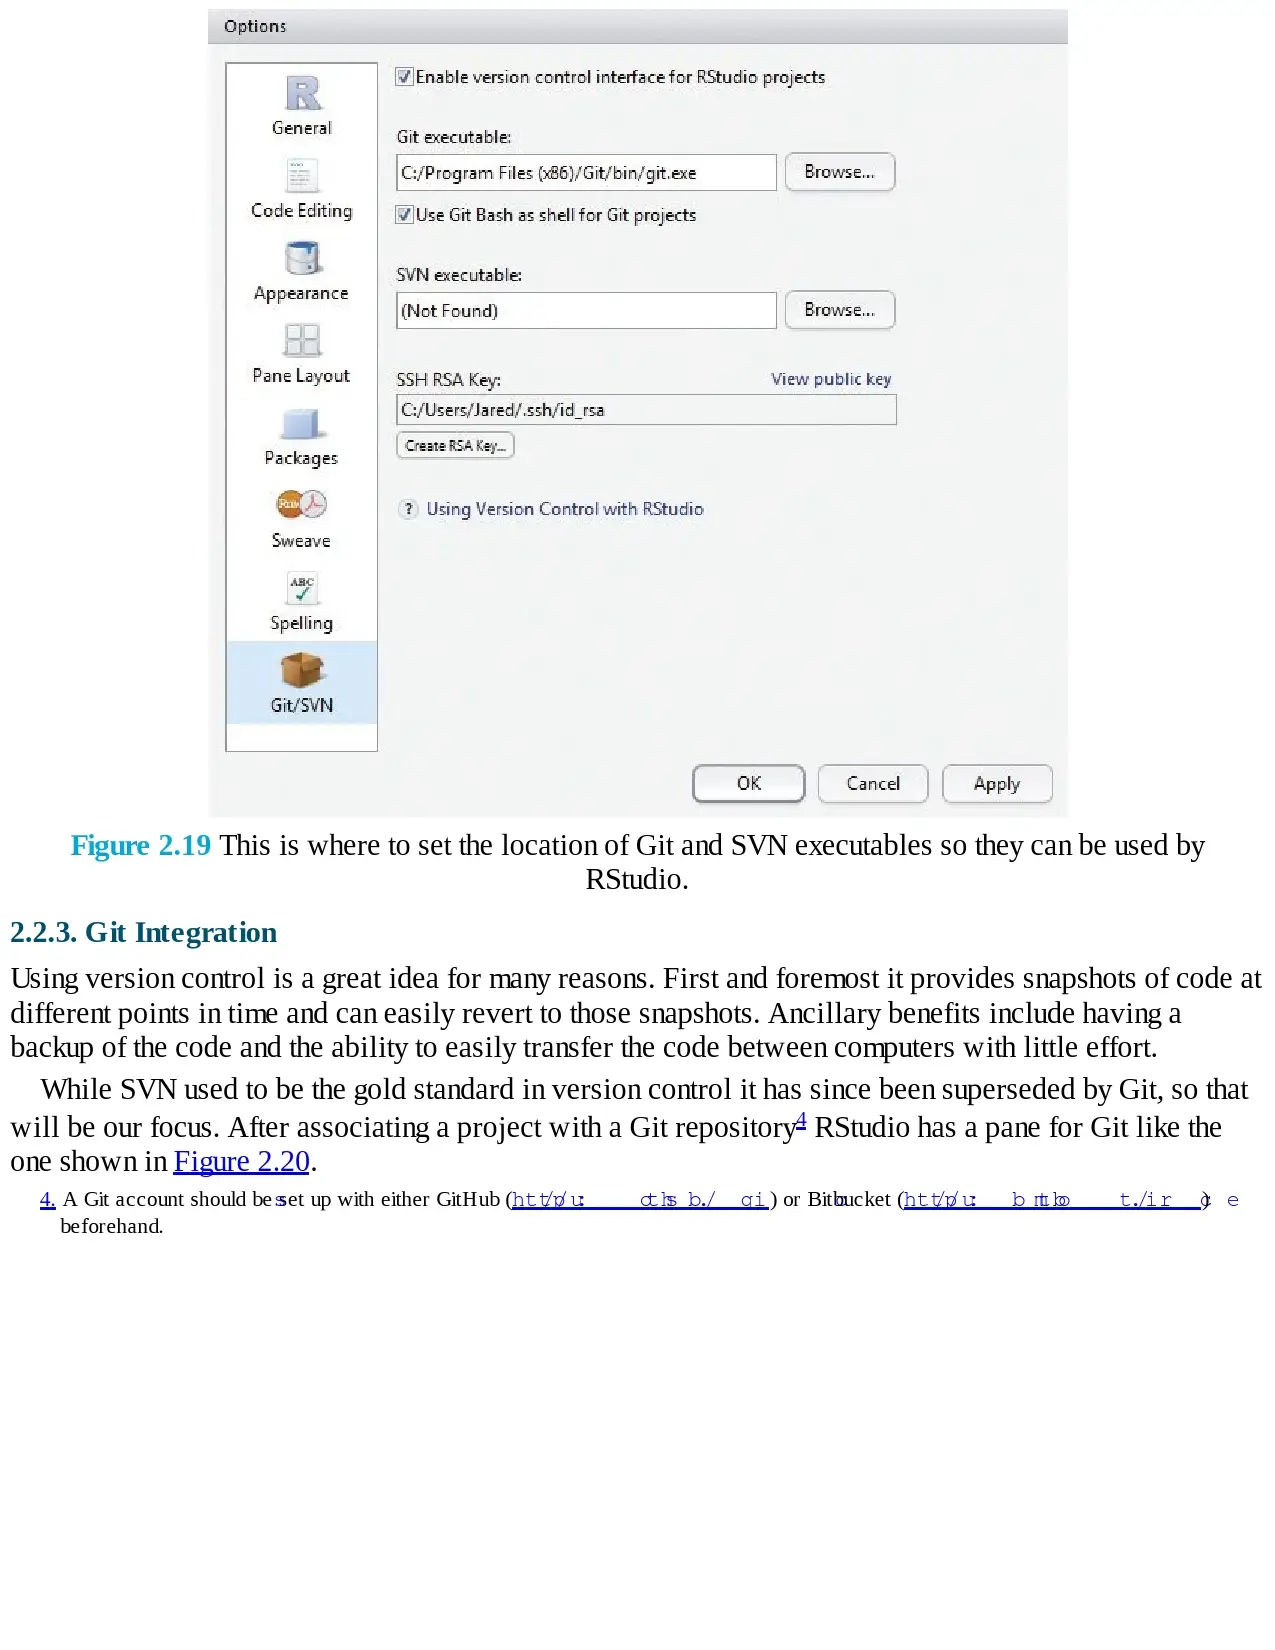 Options
General
Code Editing
Appearance
Pane Layout
Packages
Sweave
ABC
Spelling
Git/SVN
Enable version control interface for RStudio projects
Git executable:
C:/Program Files (x86)/Git/bin/git.exe Browse...
Use Git Bash as shell for Git projects
SVN executable:
(Not Found) Browse...
SSH RSA Key: View public key
C:/Users/Jared/.ssh/id_rsa
Create RSA Key...
? Using Version Control with RStudio
OK Cancel Apply
Figure 2.19 This is where to set the location of Git and SVN executables so they can be used by
RStudio.
2.2.3. Git Integration
Using version control is a great idea for many reasons. First and foremost it provides snapshots of code at
different points in time and can easily revert to those snapshots. Ancillary benefits include having a
backup of the code and the ability to easily transfer the code between computers with little effort.
While SVN used to be the gold standard in version control it has since been superseded by Git, so that
will be our focus. After associating a project with a Git repository4 RStudio has a pane for Git like the
one shown in Figure 2.20.
4. A Git account should be set up with either GitHub ( ) or Bitbucket ( )
beforehand.